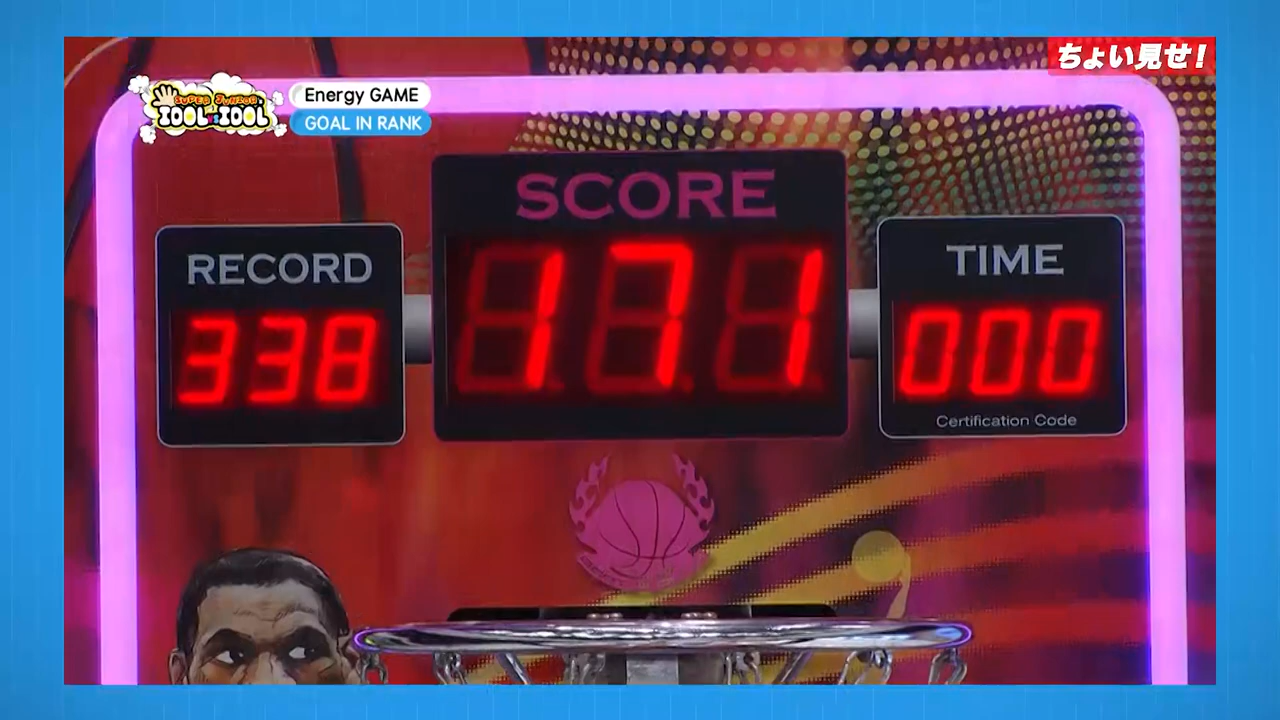 ちょい見せ!
SUPER JUNIOR
IDOL vs IDOL
Energy GAME
GOAL IN RANK
SCORE
171
RECORD
338
TIME
000
Certification Code